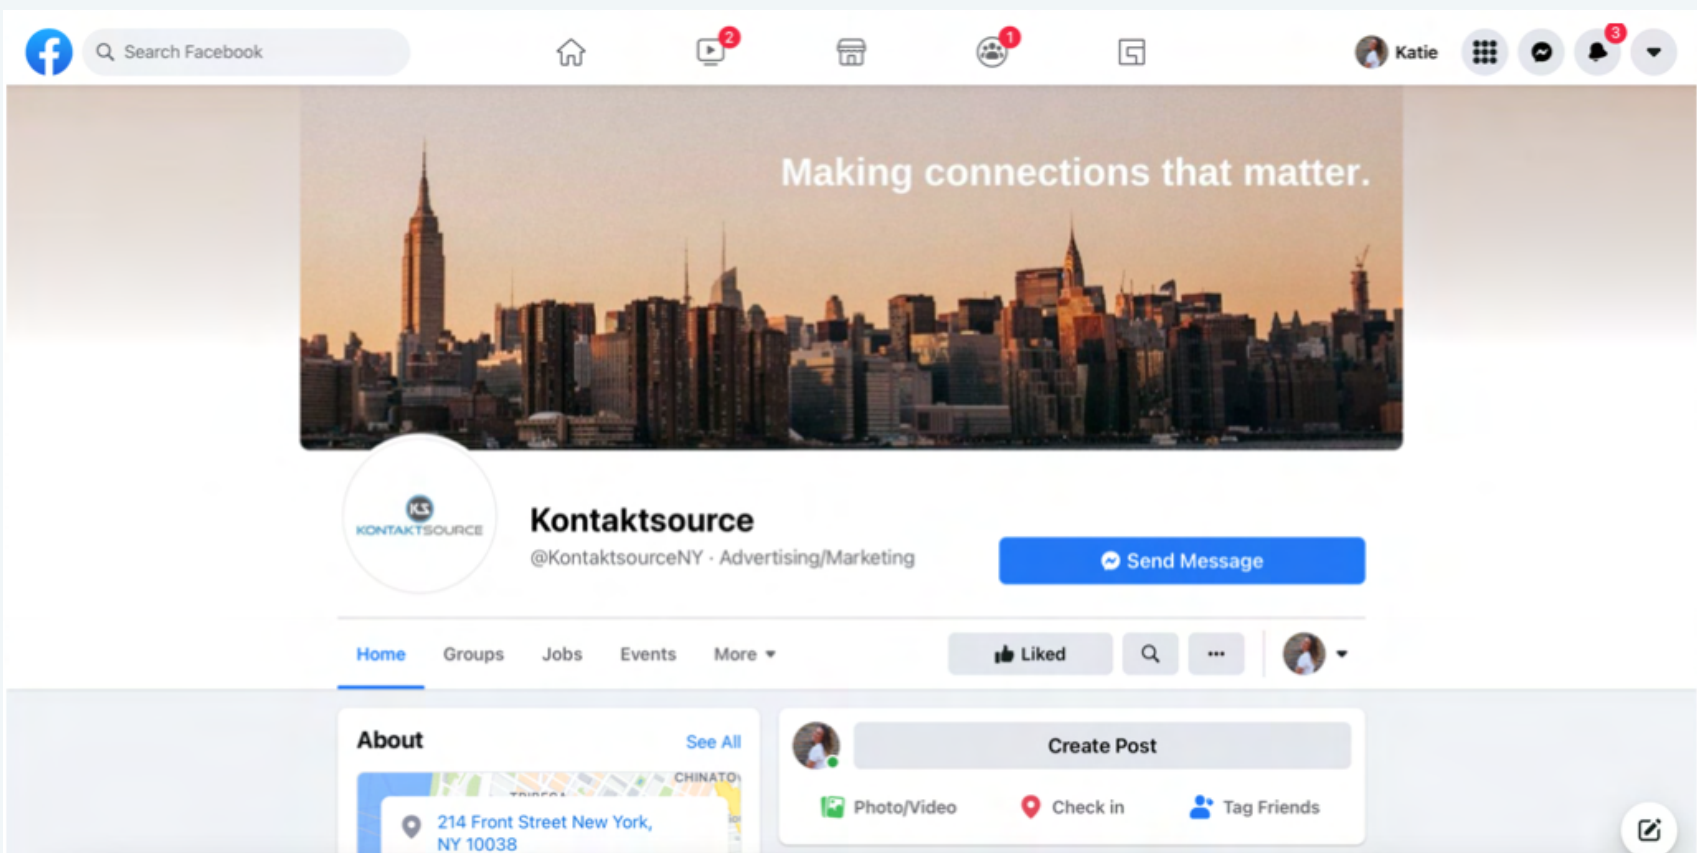 Search Facebook
2
1
Katie
3
Making connections that matter.
KS
KONTAKTSOURCE
Kontaktsource
@KontaktsourceNY · Advertising/Marketing
Send Message
Home Groups Jobs Events More
Liked
About
See All
Create Post
CHINATO
TRIBECA
214 Front Street New York,
NY 10038
Photo/Video Check in Tag Friends